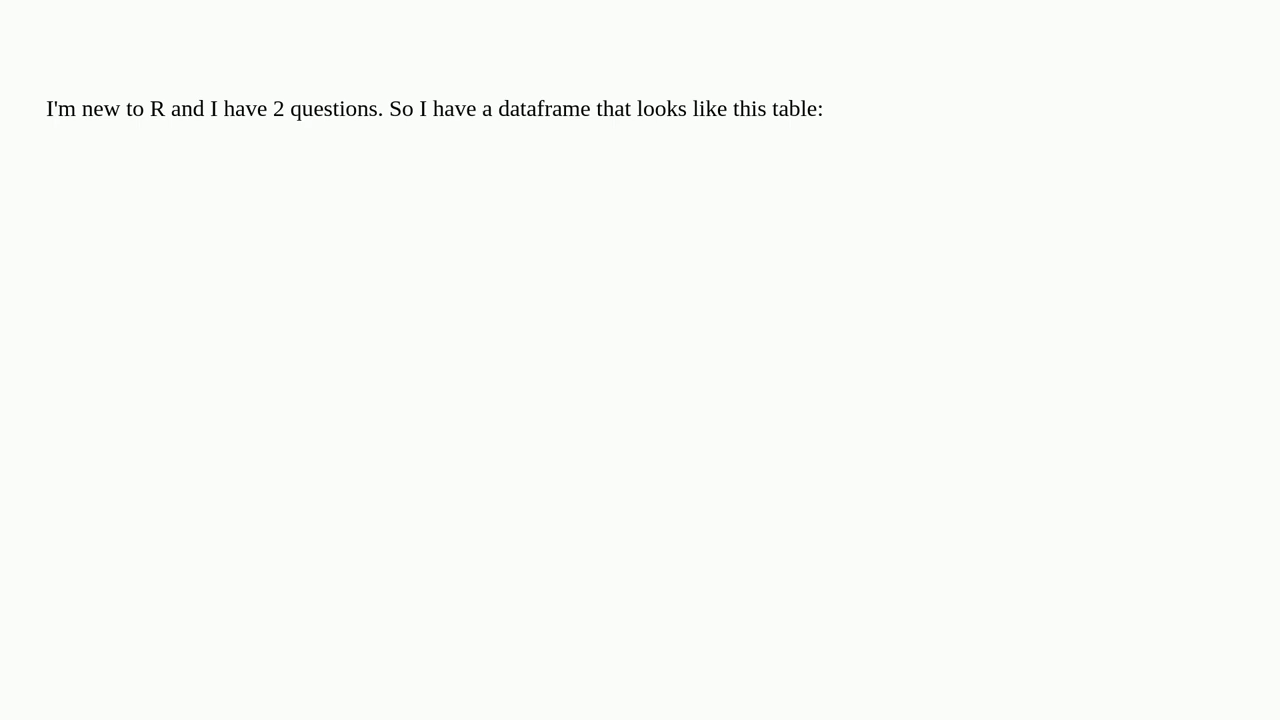 I'm new to R and I have 2 questions. So I have a dataframe that looks like this table: